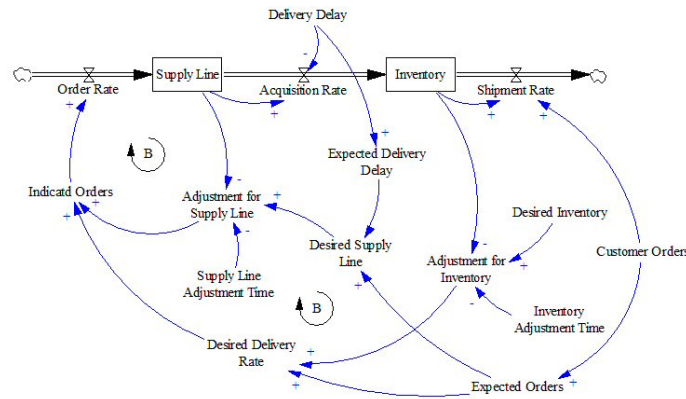 Delivery Delay
-
Supply Line
Inventory
Order Rate
Acquisition Rate
Shipment Rate
+
+
+
+
B
+
Expected Delivery
Delay
Indicatd Orders
+
+
+
-
Adjustment for
Supply Line
+
-
Desired Supply
Line
+
+
Desired Inventory
Customer Orders
-
Adjustment for
Inventory
+
-
Supply Line
Adjustment Time
B
Inventory
Adjustment Time
Desired Delivery
Rate
+
+
Expected Orders
+